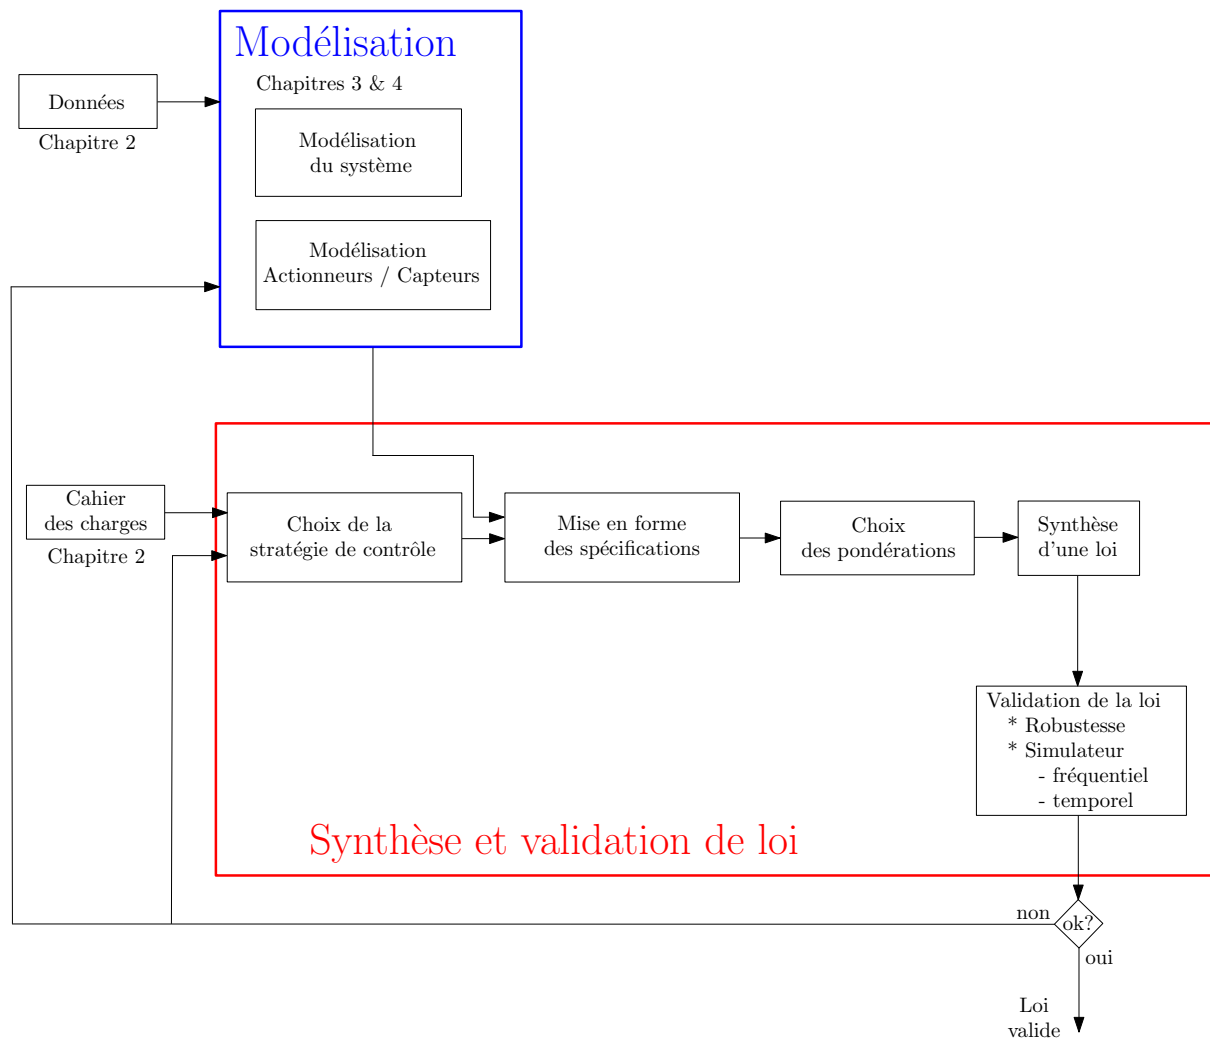 Modélisation
Chapitres 3 & 4
Données
Chapitre 2
Modélisation
du système
Modélisation
Actionneurs / Capteurs
Cahier
des charges
Chapitre 2
Choix de la
stratégie de contrôle
Mise en forme
des spécifications
Choix
des pondérations
Synthèse
d'une loi
Validation de la loi
* Robustesse
* Simulateur
- fréquentiel
- temporel
Synthèse et validation de loi
non
ok?
oui
Loi
valide